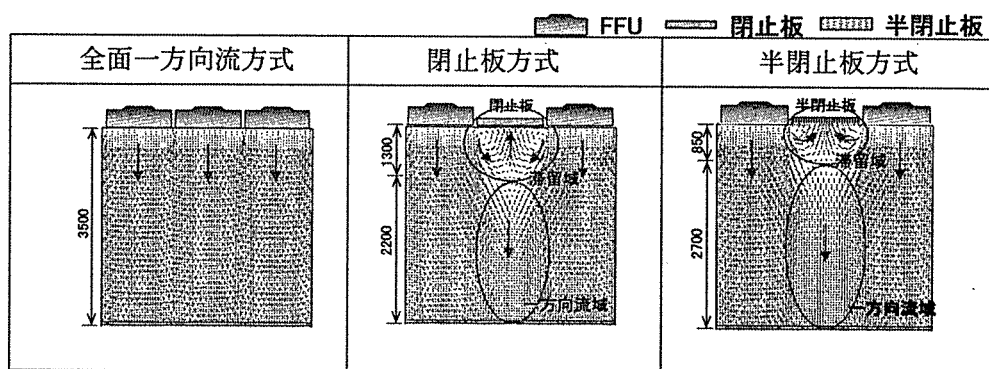 FFU 閉止板 半閉止板
全面一方向流方式 閉止板方式 半閉止板方式
3500
閉止板
1300
滞留域
2200
一方向流域
半閉止板
850
滞留域
2700
一方向流域